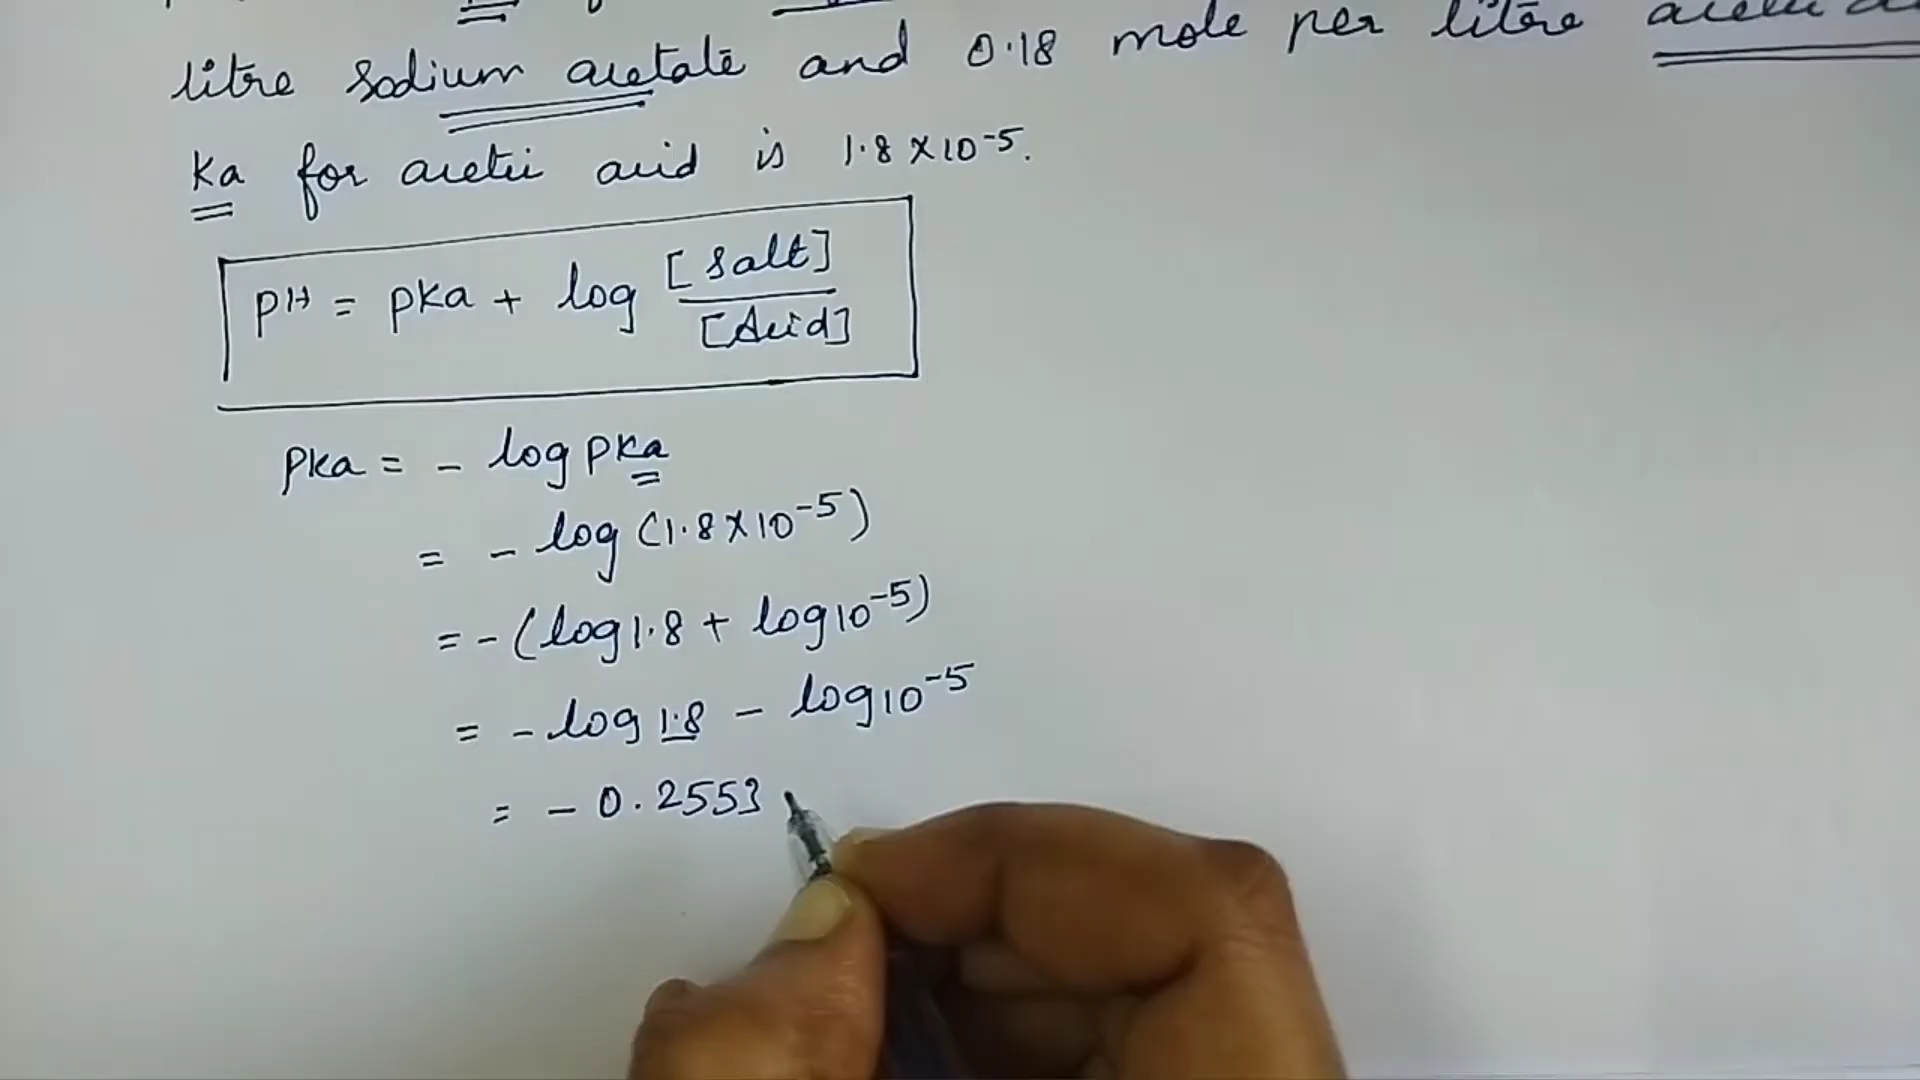 litre sodium acetate and 0.18 mole per litre
Ka for acetic acid is 1.8 × 10⁻⁵.
pH = pKa + log [Salt] / [Acid]
pKa = - log pKa
= - log (1.8 × 10⁻⁵)
= - (log 1.8 + log 10⁻⁵)
= - log 1.8 - log 10⁻⁵
= - 0.2553